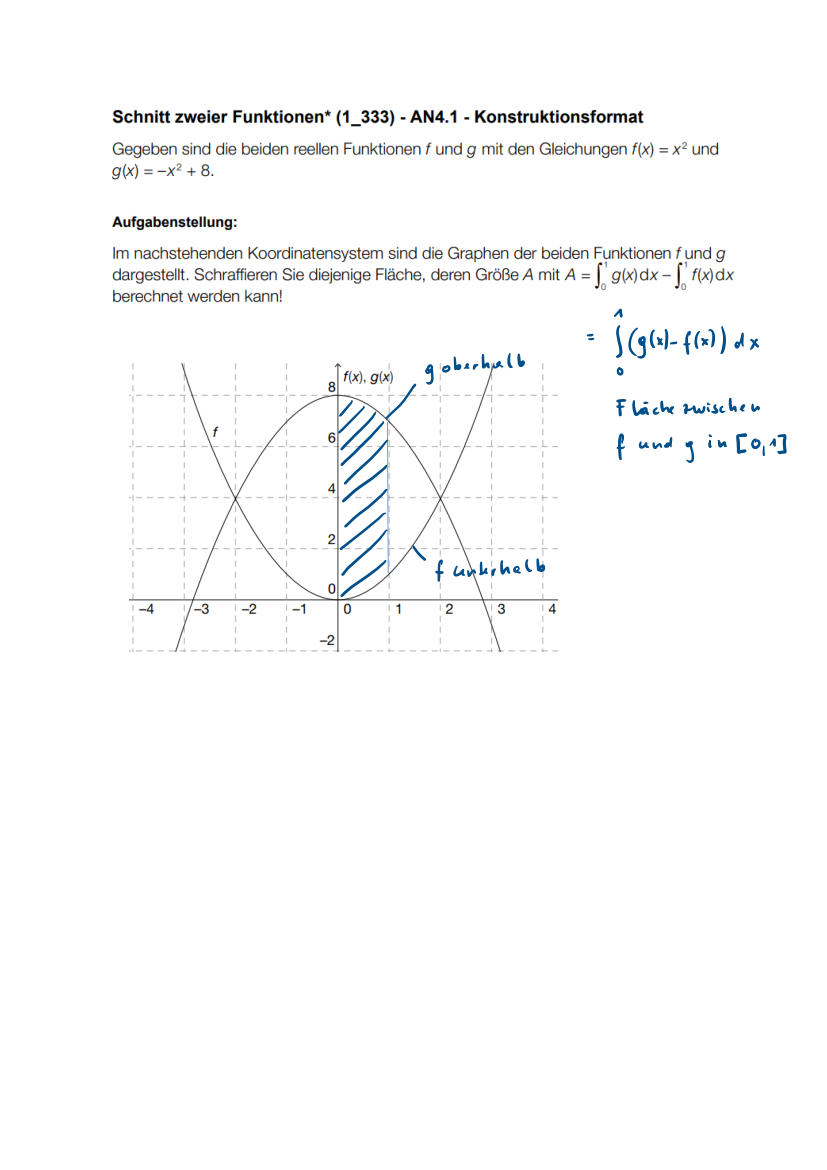 Schnitt zweier Funktionen* (1_333) - AN4.1 - Konstruktionsformat
Gegeben sind die beiden reellen Funktionen f und g mit den Gleichungen f(x) = x² und
g(x) = −x² + 8.
Aufgabenstellung:
Im nachstehenden Koordinatensystem sind die Graphen der beiden Funktionen f und g
dargestellt. Schraffieren Sie diejenige Fläche, deren Größe A mit A = ∫₀¹ g(x)dx − ∫₀¹ f(x)dx
berechnet werden kann!
= ∫₀¹ (g(x)-f(x)) dx
Fläche zwischen
f und g in [0,1]
g oberhalb
f(x), g(x)
f
8
6
4
2
0
−2
f unterhalb
−4 −3 −2 −1 0 1 2 3 4